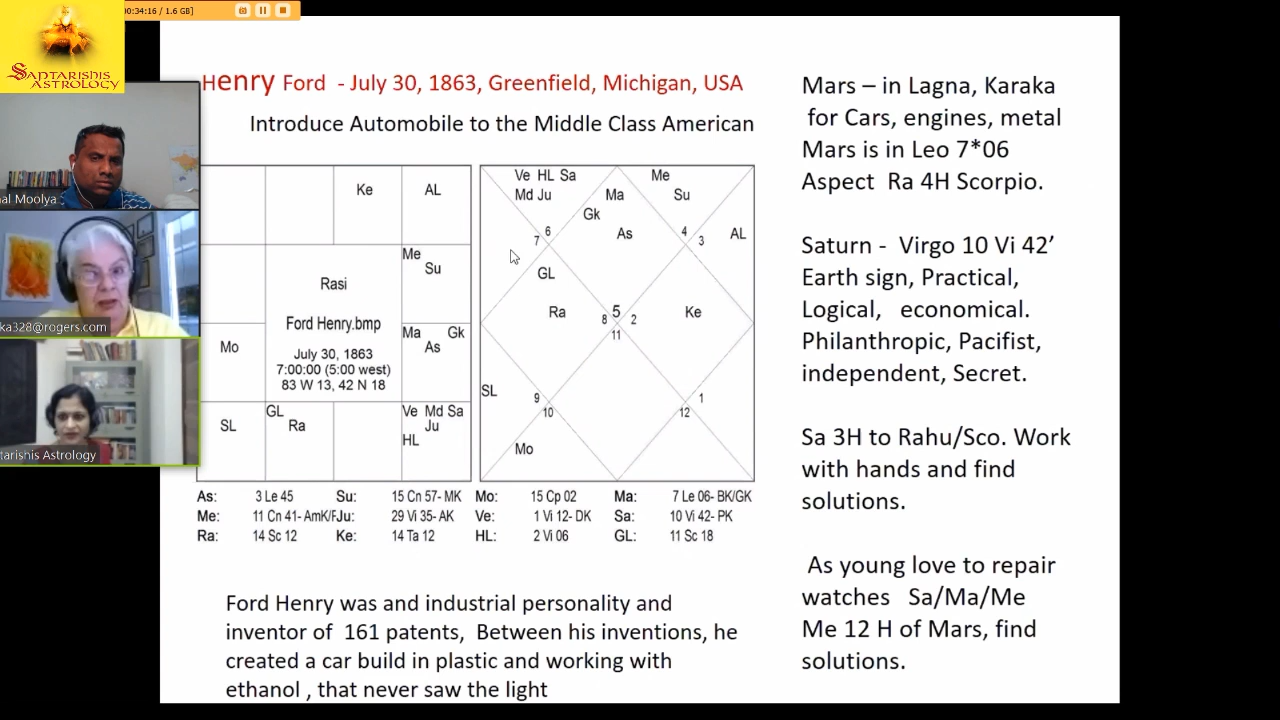 00:34:16 / 1.6 GB]
SAPTARISHIS
ASTROLOGY
Henry Ford - July 30, 1863, Greenfield, Michigan, USA
Introduce Automobile to the Middle Class American
nal Moolya
ka328@rogers.com
tarishis Astrology
Ke
AL
Me
Su
Rasi
Ford Henry.bmp
July 30, 1863
7:00:00 (5:00 west)
83 W 13, 42 N 18
Mo
Ma Gk
As
SL
GL
Ra
Ve Md Sa
Ju
HL
Ve HL Sa
Md Ju
Ma
Gk
As
Me
Su
6
7
4
3
AL
GL
Ra
8
5
2
11
Ke
SL
9
10
1
12
Mo
As: 3 Le 45 Su: 15 Cn 57- MK Mo: 15 Cp 02 Ma: 7 Le 06- BK/GK
Me: 11 Cn 41- AmK/FJu: 29 Vi 35- AK Ve: 1 Vi 12- DK Sa: 10 Vi 42- PK
Ra: 14 Sc 12 Ke: 14 Ta 12 HL: 2 Vi 06 GL: 11 Sc 18
Ford Henry was and industrial personality and
inventor of 161 patents, Between his inventions, he
created a car build in plastic and working with
ethanol , that never saw the light
Mars – in Lagna, Karaka
for Cars, engines, metal
Mars is in Leo 7*06
Aspect Ra 4H Scorpio.
Saturn - Virgo 10 Vi 42’
Earth sign, Practical,
Logical, economical.
Philanthropic, Pacifist,
independent, Secret.
Sa 3H to Rahu/Sco. Work
with hands and find
solutions.
As young love to repair
watches Sa/Ma/Me
Me 12 H of Mars, find
solutions.